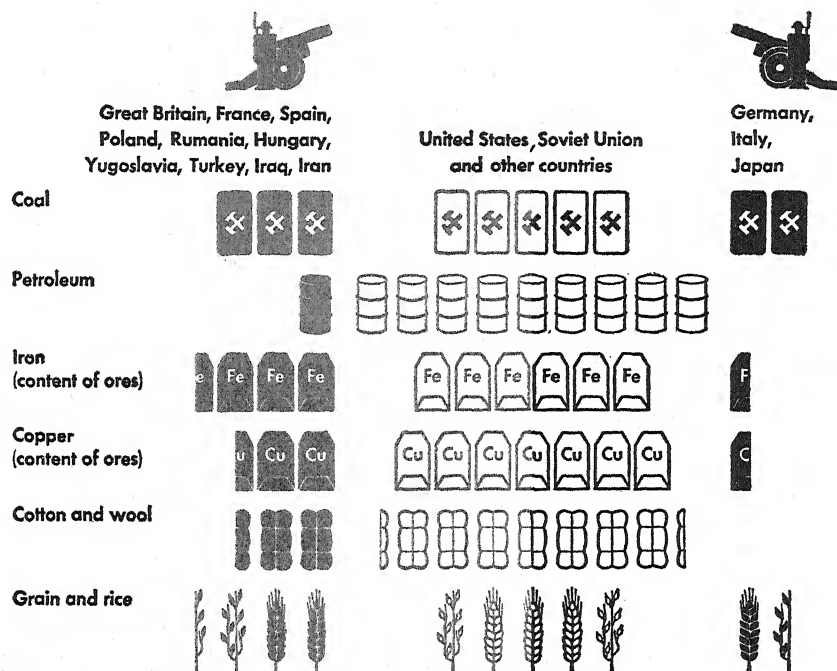 Great Britain, France, Spain,
Poland, Rumania, Hungary,
Yugoslavia, Turkey, Iraq, Iran
United States, Soviet Union
and other countries
Germany,
Italy,
Japan
Coal
Petroleum
Iron
(content of ores)
e Fe Fe Fe
Fe Fe Fe Fe Fe Fe
F
Copper
(content of ores)
u Cu Cu
Cu Cu Cu Cu Cu Cu Cu
C
Cotton and wool
Grain and rice